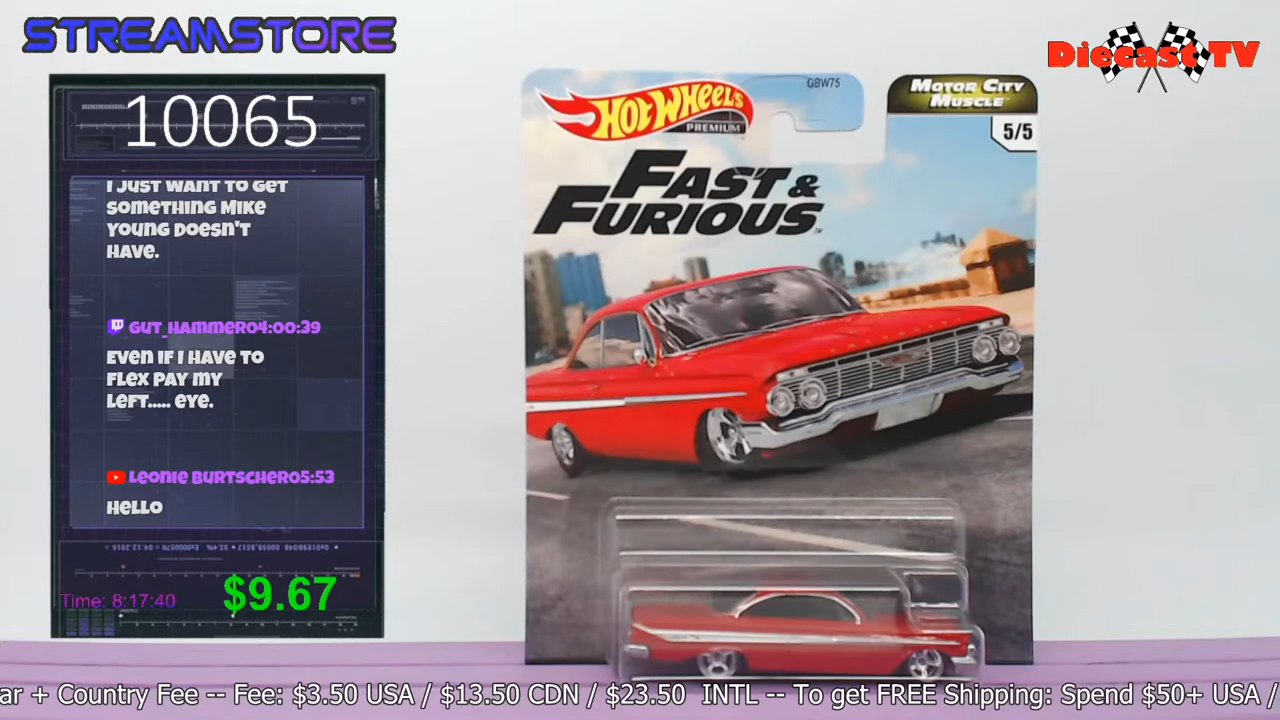 STREAMSTORE
Diecast TV
10065
I just want to get
something Mike
Young doesn't
have.
Gut_Hammer04:00:39
Even if I have to
flex pay my
left..... eye.
Leonie Burtscher05:53
Hello
Time: 8:17:40
$9.67
GBW75
HOT WHEELS
PREMIUM
FAST &
FURIOUS
MOTOR CITY
MUSCLE
5/5
ar + Country Fee -- Fee: $3.50 USA / $13.50 CDN / $23.50 INTL -- To get FREE Shipping: Spend $50+ USA /